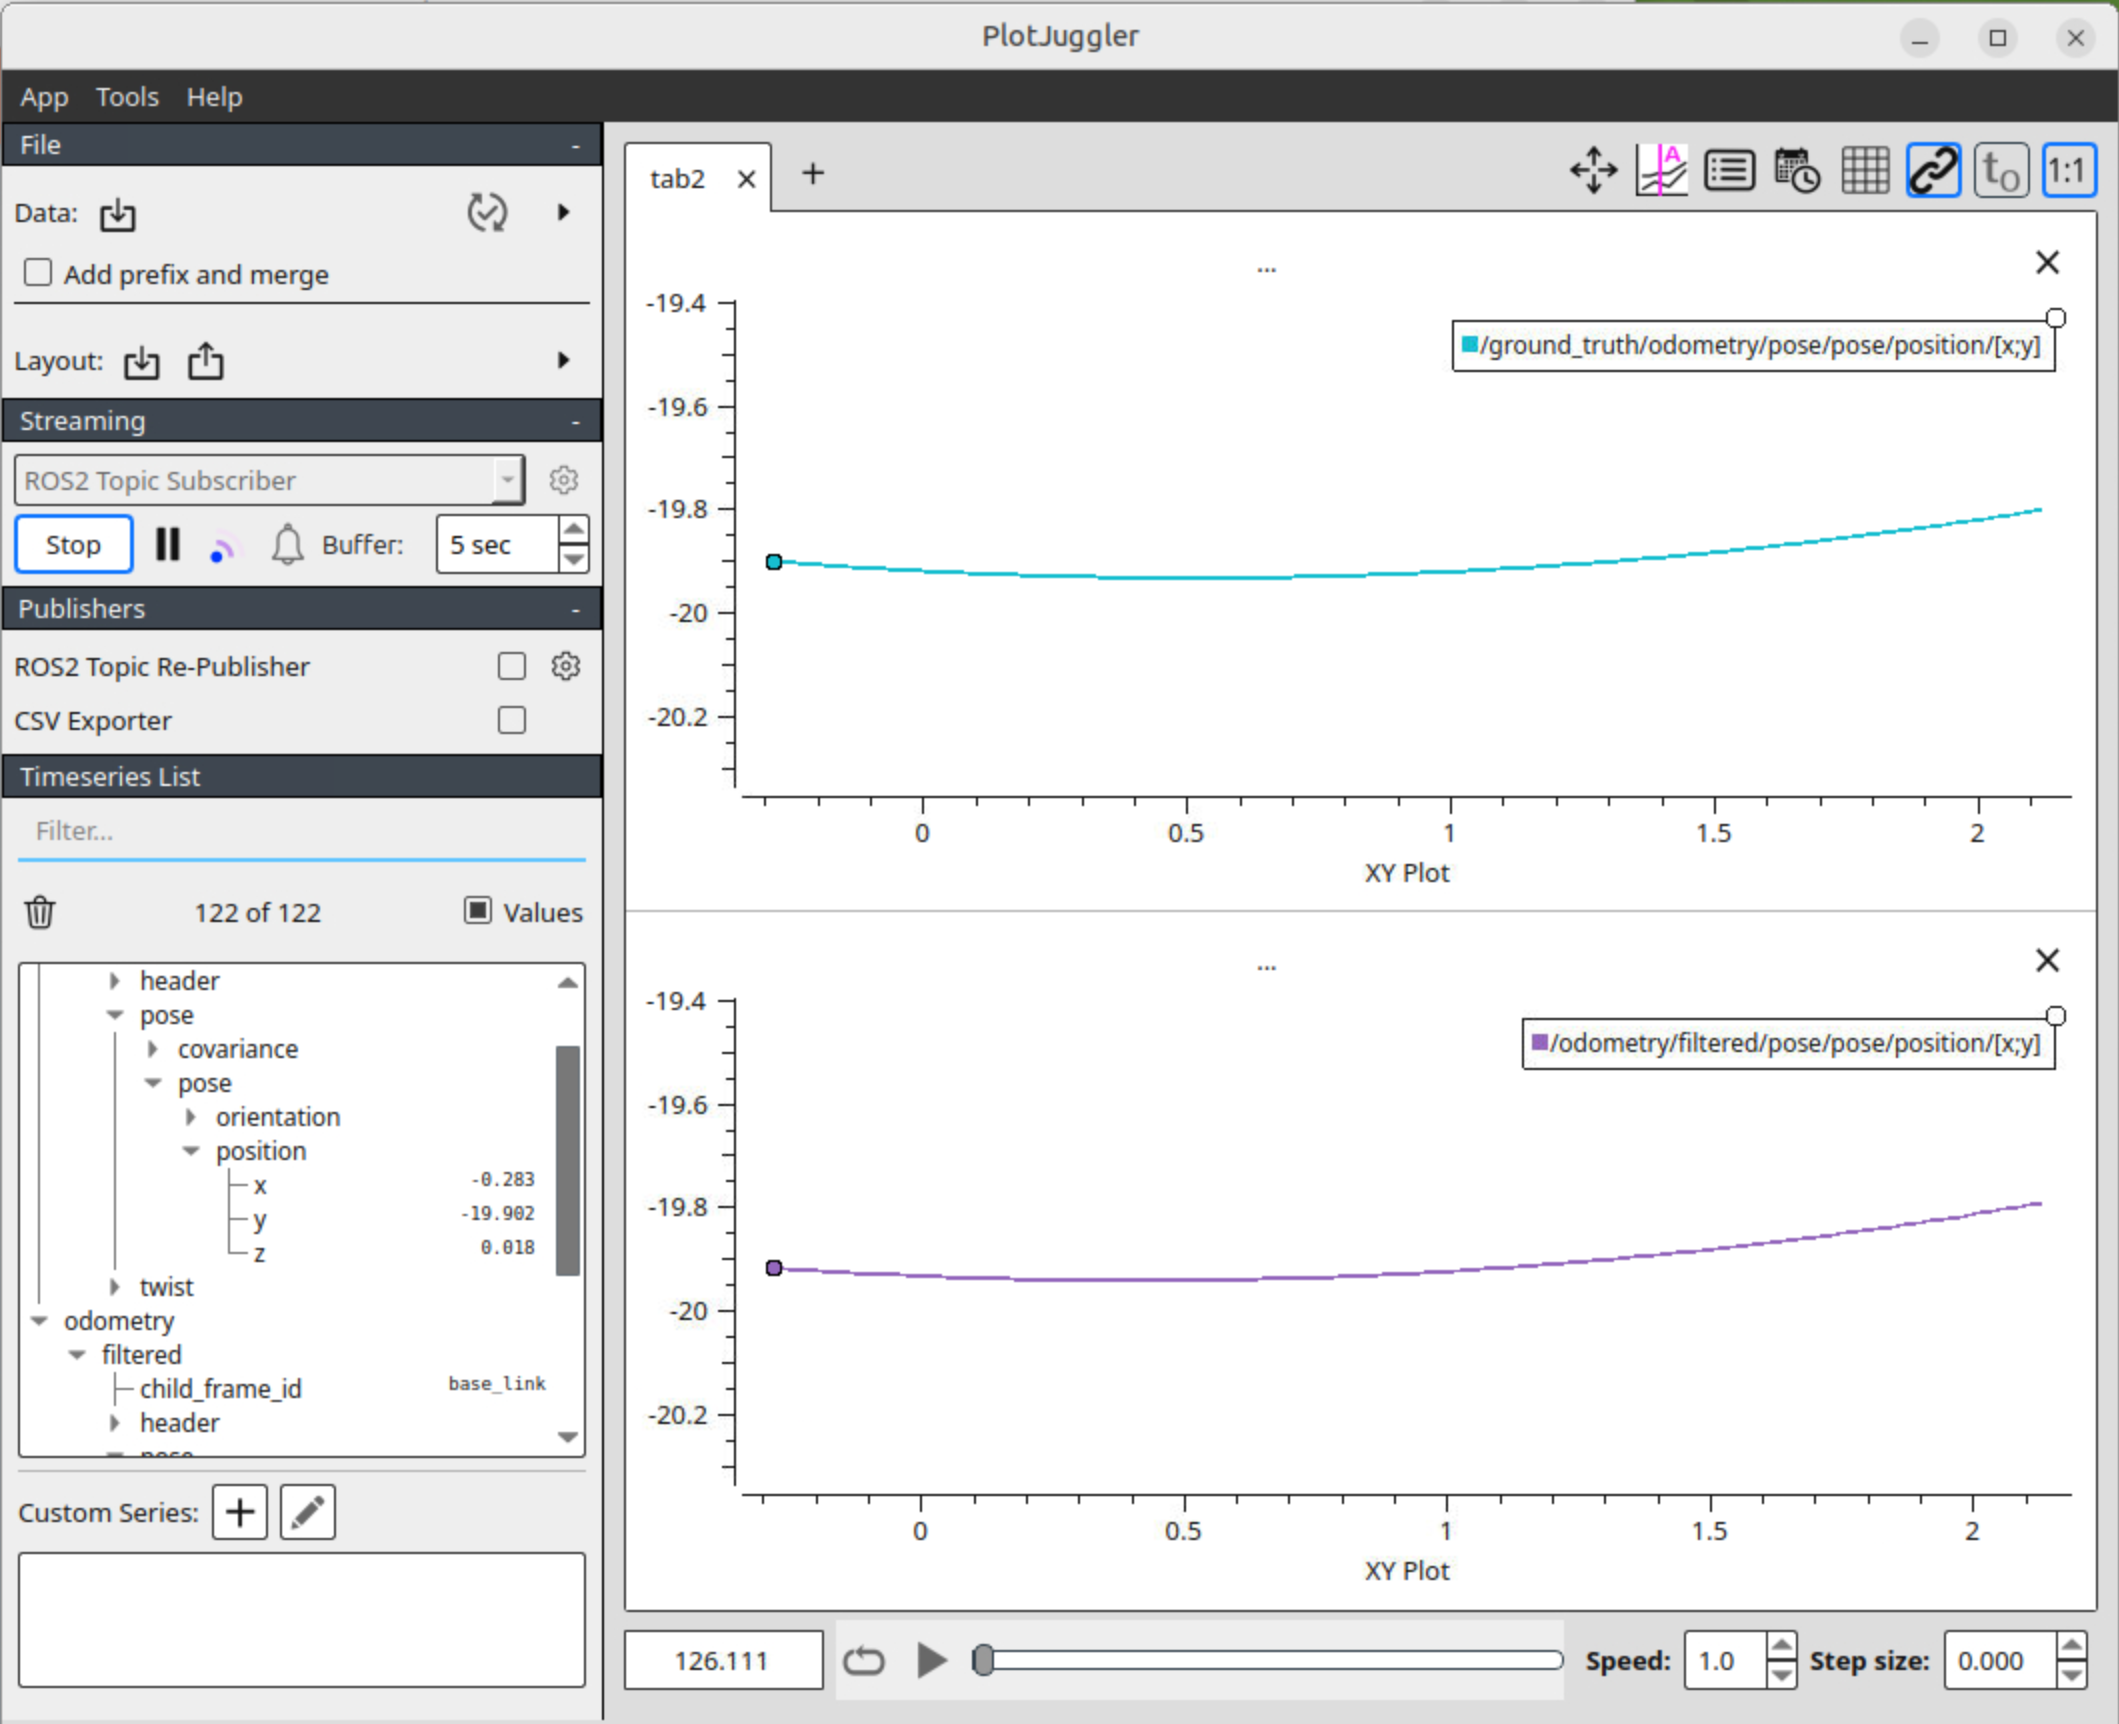 PlotJuggler
App Tools Help
File -
Data:
Add prefix and merge
Layout:
Streaming -
ROS2 Topic Subscriber
Stop Buffer: 5 sec
Publishers -
ROS2 Topic Re-Publisher
CSV Exporter
Timeseries List
Filter...
122 of 122 Values
header
pose
covariance
pose
orientation
position
x -0.283
y -19.902
z 0.018
twist
odometry
filtered
child_frame_id base_link
header
pose
Custom Series:
tab2
A
t0
1:1
...
/ground_truth/odometry/pose/pose/position/[x;y]
-19.4
-19.6
-19.8
-20
-20.2
0 0.5 1 1.5 2
XY Plot
...
/odometry/filtered/pose/pose/position/[x;y]
-19.4
-19.6
-19.8
-20
-20.2
0 0.5 1 1.5 2
XY Plot
126.111 Speed: 1.0 Step size: 0.000